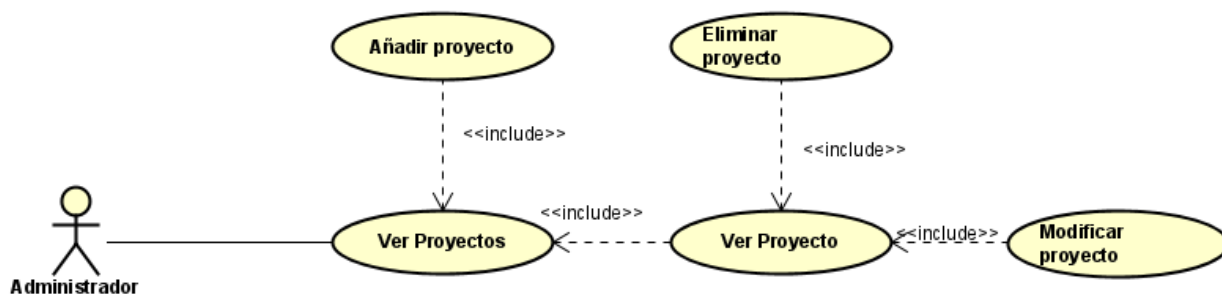 Añadir proyecto
Eliminar
proyecto
<<include>>
<<include>>
<<include>>
<<include>>
Ver Proyectos
Ver Proyecto
Modificar
proyecto
Administrador